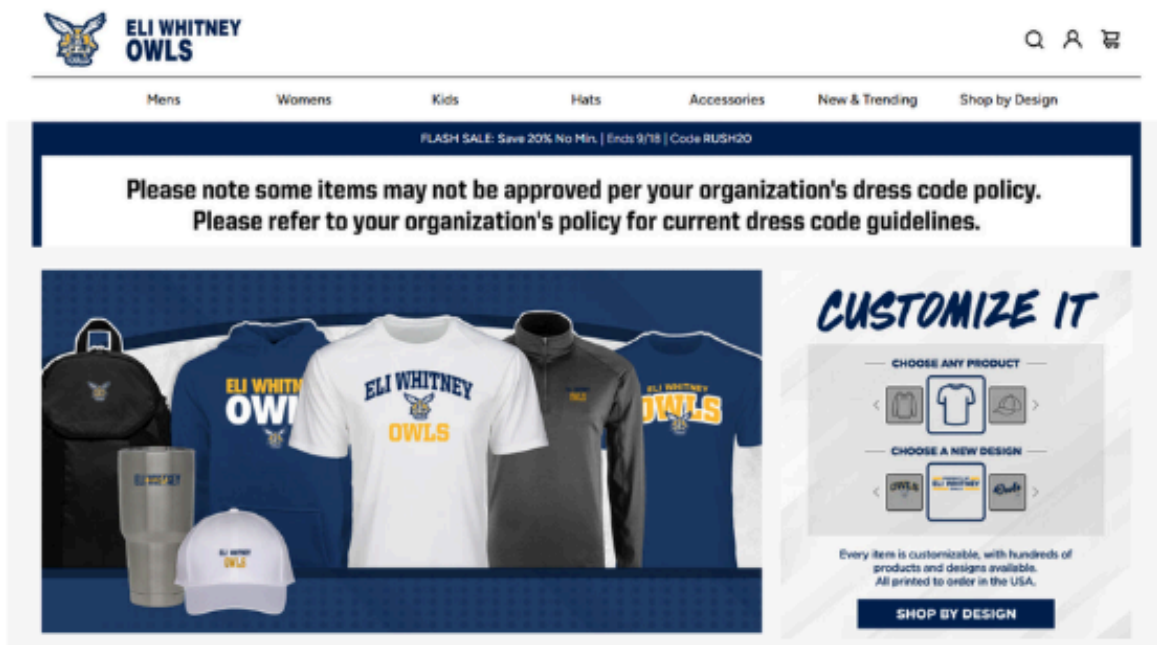 ELI WHITNEY
OWLS
Mens Womens Kids Hats Accessories New & Trending Shop by Design
FLASH SALE: Save 20% No Min. | Ends 9/18 | Code RUSH20
Please note some items may not be approved per your organization's dress code policy.
Please refer to your organization's policy for current dress code guidelines.
ELI WHITN
OWL
ELI WHITNEY
OWLS
ELI WHITNEY
OWLS
ELI WHITNEY
OWLS
CUSTOMIZE IT
CHOOSE ANY PRODUCT
CHOOSE A NEW DESIGN
OWLS
ELI WHITNEY
Owls
Every item is customizable, with hundreds of
products and designs available.
All printed to order in the USA.
SHOP BY DESIGN